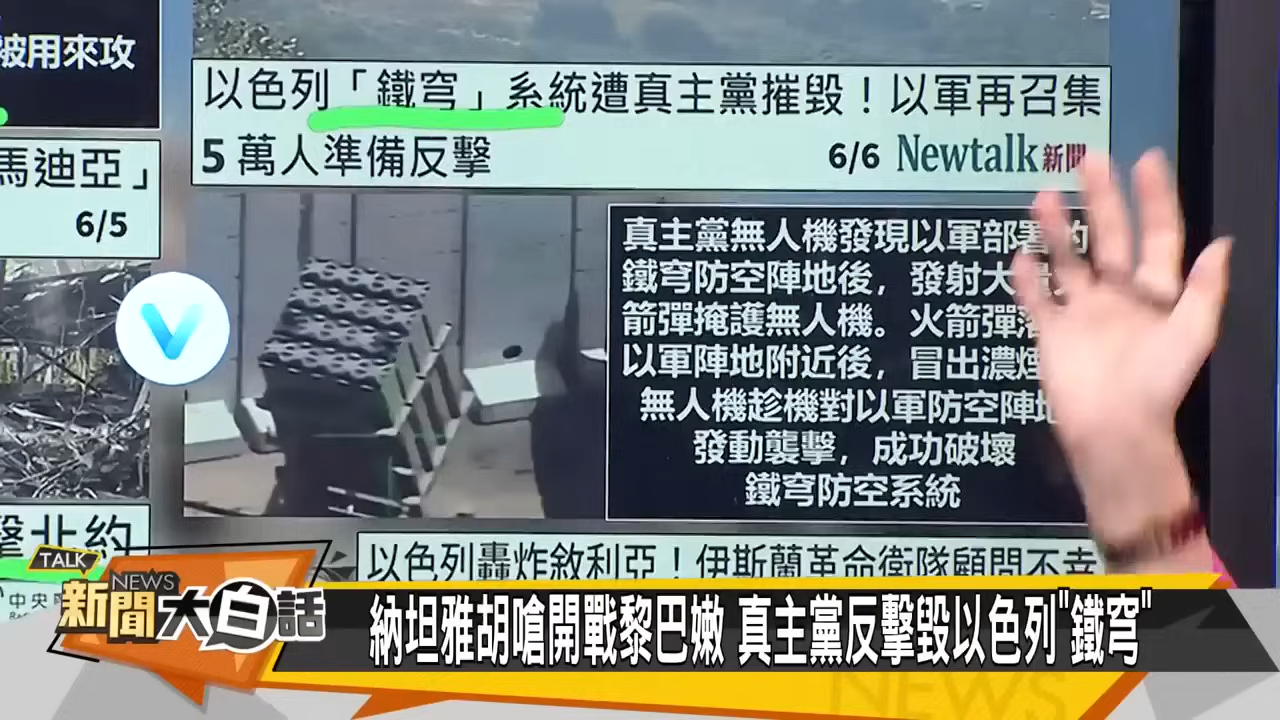 被用來攻
以色列「鐵穹」系統遭真主黨摧毀！以軍再召集
5萬人準備反擊
6/6 Newtalk新聞
馬迪亞」
6/5
真主黨無人機發現以軍部署的
鐵穹防空陣地後，發射大
箭彈掩護無人機。火箭彈落
以軍陣地附近後，冒出濃煙
無人機趁機對以軍防空陣地
發動襲擊，成功破壞
鐵穹防空系統
擊北約
以色列轟炸敘利亞！伊斯蘭革命衛隊顧問不幸
TALK
NEWS
新聞大白話
納坦雅胡嗆開戰黎巴嫩 真主黨反擊毀以色列"鐵穹"
NEWS